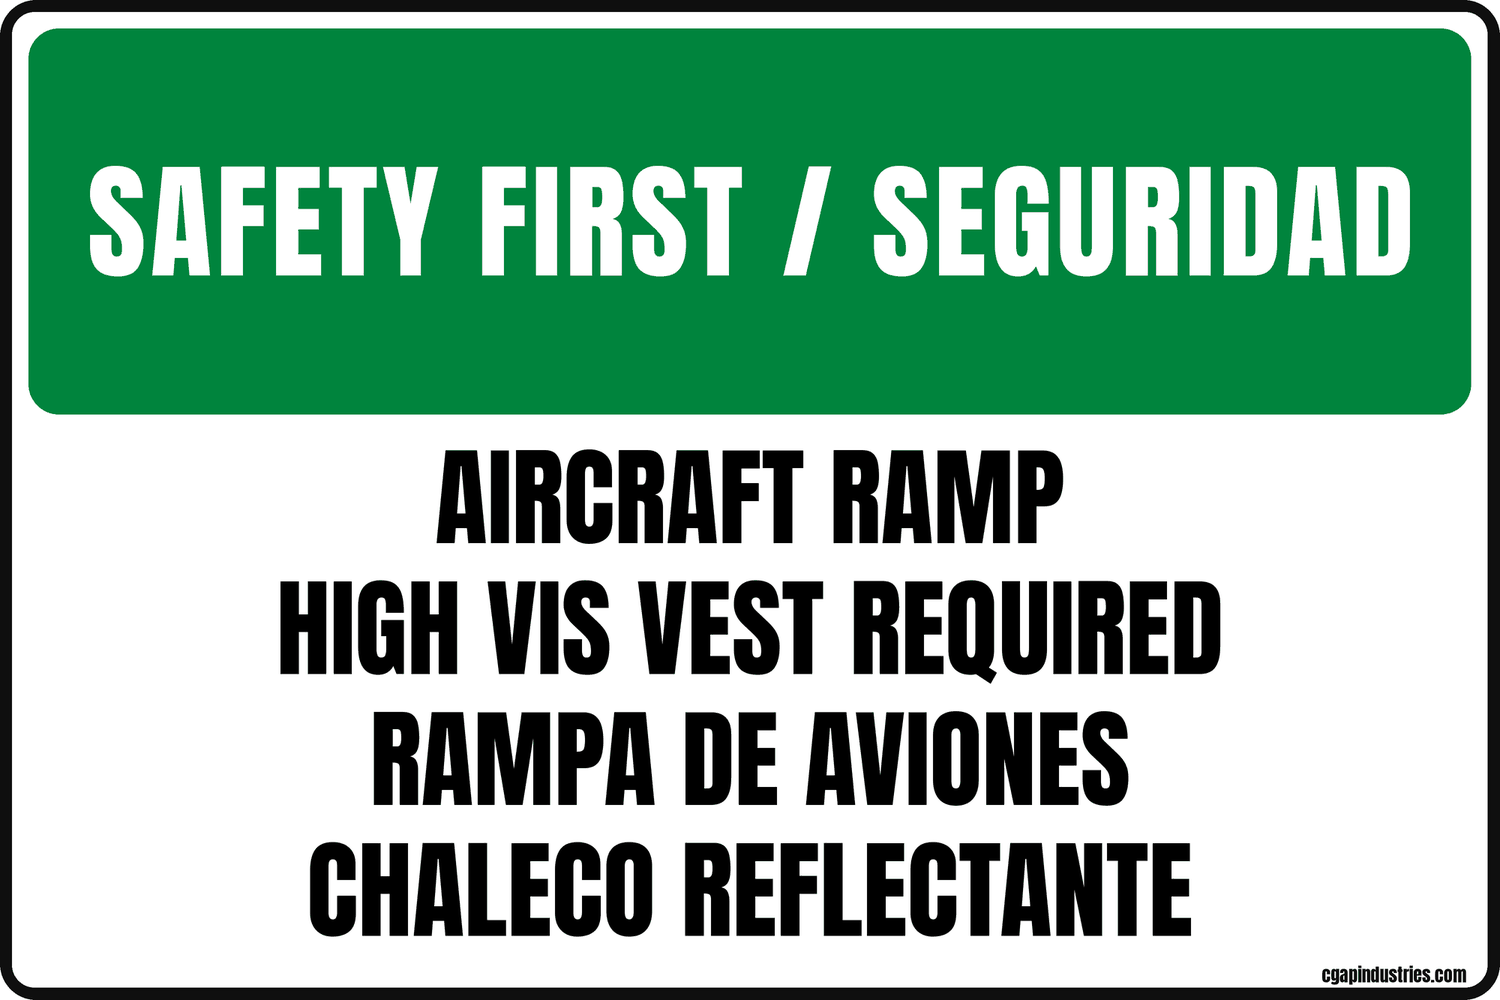 SAFETY FIRST / SEGURIDAD
AIRCRAFT RAMP
HIGH VIS VEST REQUIRED
RAMPA DE AVIONES
CHALECO REFLECTANTE
cgapindustries.com